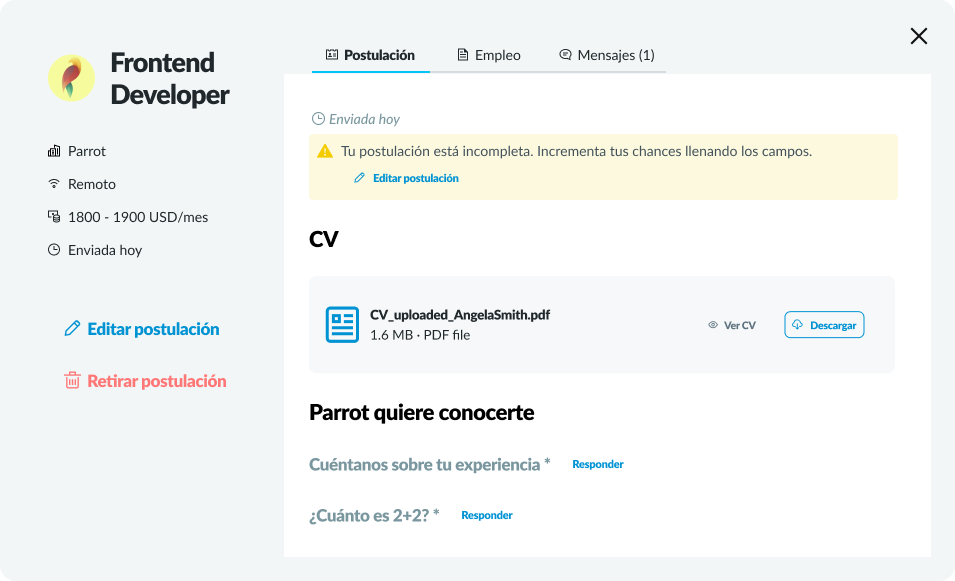 Frontend
Developer
Parrot
Remoto
1800 - 1900 USD/mes
Enviada hoy
Editar postulación
Retirar postulación
Postulación
Empleo
Mensajes (1)
Enviada hoy
Tu postulación está incompleta. Incrementa tus chances llenando los campos.
Editar postulación
CV
CV_uploaded_AngelaSmith.pdf
1.6 MB · PDF file
Ver CV
Descargar
Parrot quiere conocerte
Cuéntanos sobre tu experiencia * Responder
¿Cuánto es 2+2? * Responder